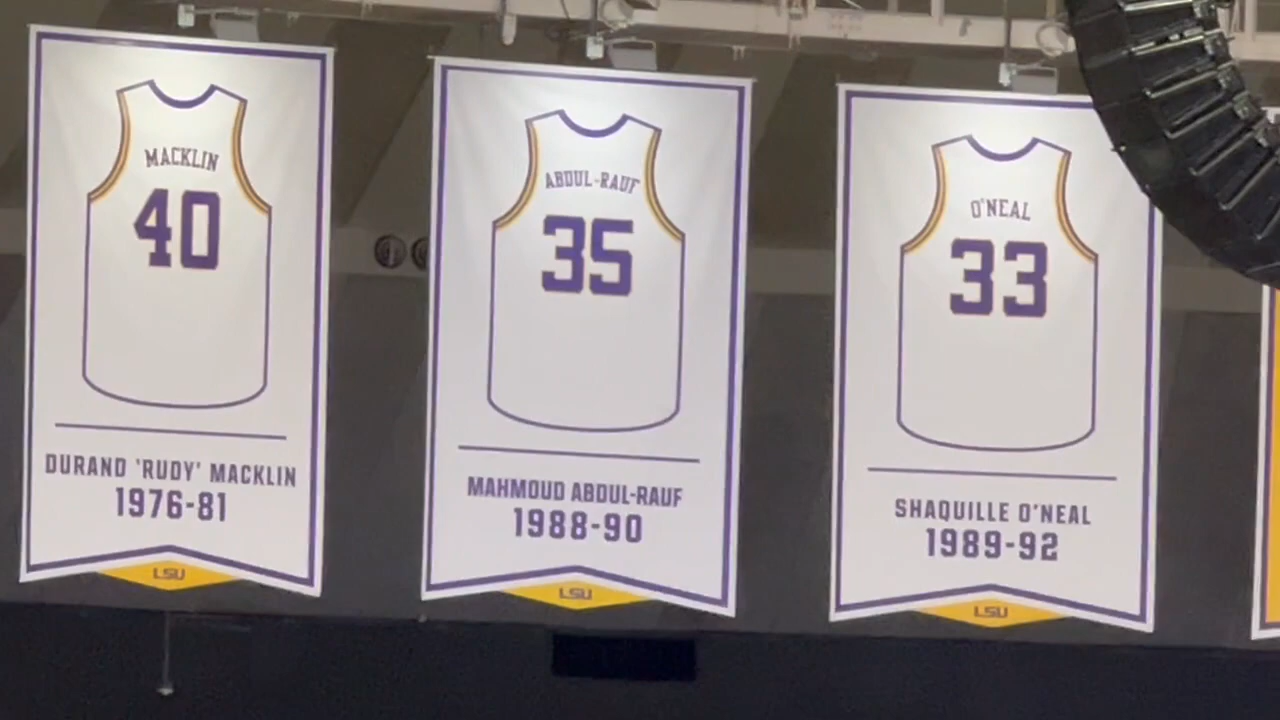 MACKLIN
40
DURAND 'RUDY' MACKLIN
1976-81
LSU
ABDUL-RAUF
35
MAHMOUD ABDUL-RAUF
1988-90
LSU
O'NEAL
33
SHAQUILLE O'NEAL
1989-92
LSU